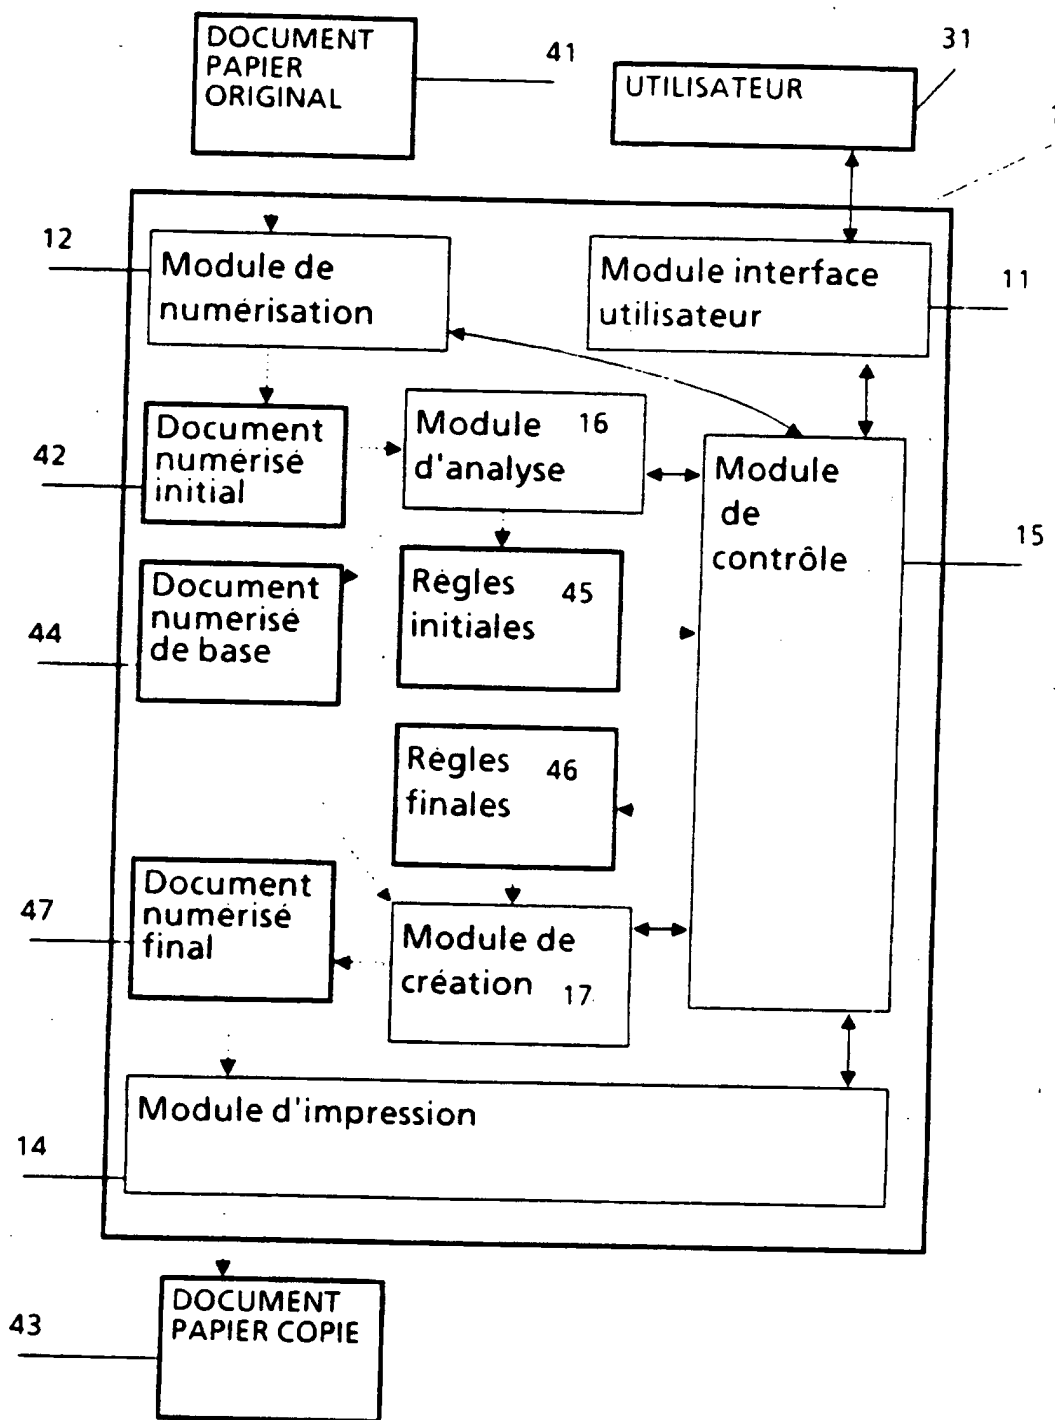 DOCUMENT
PAPIER
ORIGINAL
41
31
UTILISATEUR
12
Module de
numérisation
Module interface
utilisateur
11
Document
numérisé
initial
42
Module 16
d'analyse
Module
de
contrôle
15
Document
numerisé
de base
44
Règles 45
initiales
Règles 46
finales
Document
numérisé
final
47
Module de
création 17
Module d'impression
14
DOCUMENT
PAPIER COPIE
43